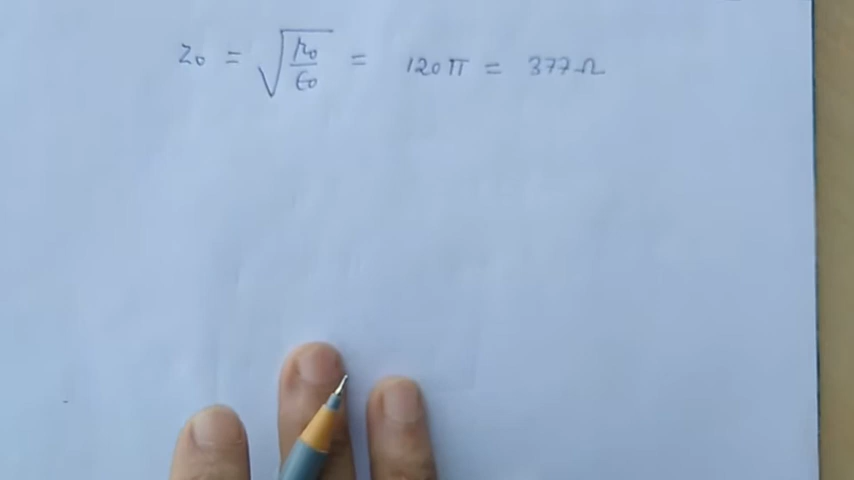 Z₀ = √(μ₀/ε₀) = 120π = 377Ω